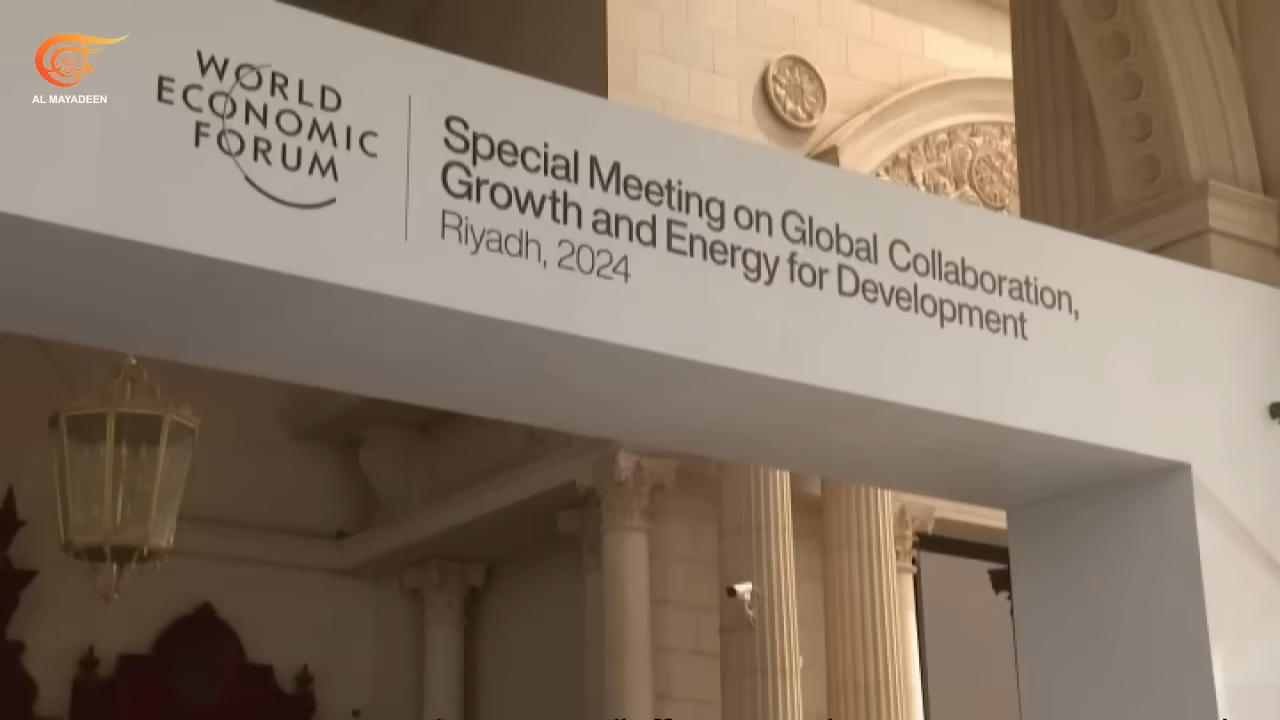 AL MAYADEEN
WORLD
ECONOMIC
FORUM
Special Meeting on Global Collaboration,
Growth and Energy for Development
Riyadh, 2024